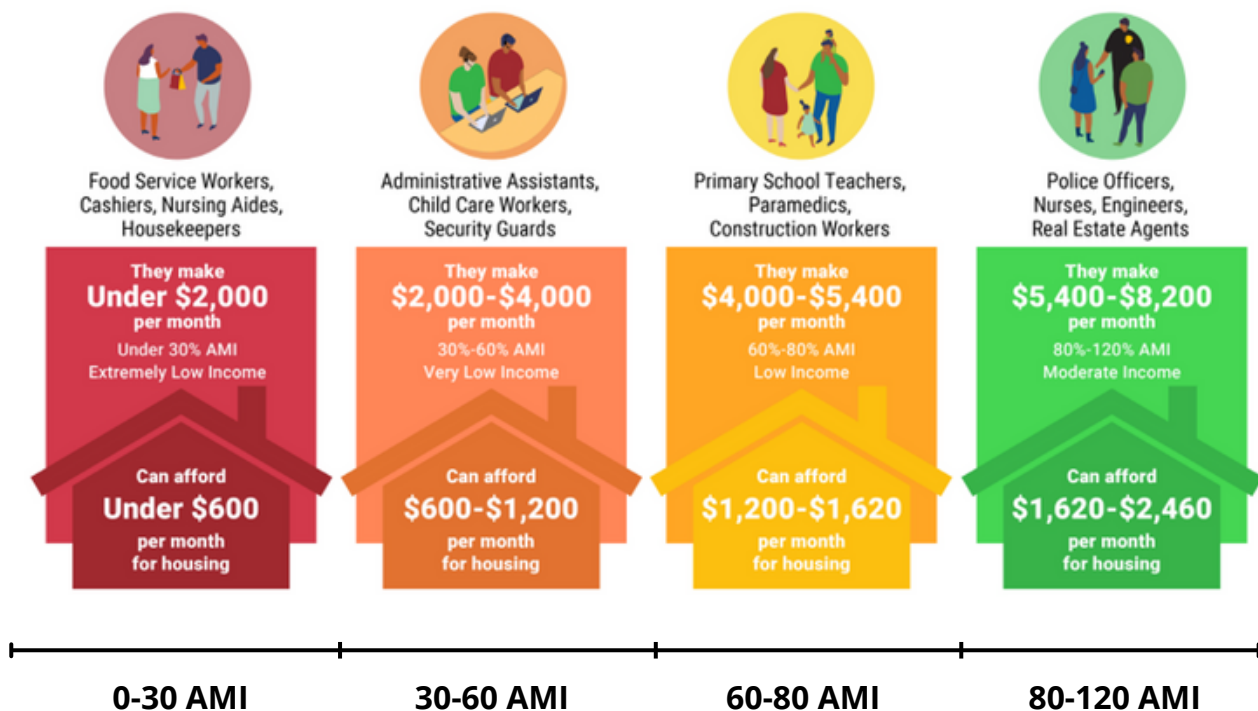 Food Service Workers,
Cashiers, Nursing Aides,
Housekeepers
They make
Under $2,000
per month
Under 30% AMI
Extremely Low Income
Can afford
Under $600
per month
for housing
0-30 AMI
Administrative Assistants,
Child Care Workers,
Security Guards
They make
$2,000-$4,000
per month
30%-60% AMI
Very Low Income
Can afford
$600-$1,200
per month
for housing
30-60 AMI
Primary School Teachers,
Paramedics,
Construction Workers
They make
$4,000-$5,400
per month
60%-80% AMI
Low Income
Can afford
$1,200-$1,620
per month
for housing
60-80 AMI
Police Officers,
Nurses, Engineers,
Real Estate Agents
They make
$5,400-$8,200
per month
80%-120% AMI
Moderate Income
Can afford
$1,620-$2,460
per month
for housing
80-120 AMI